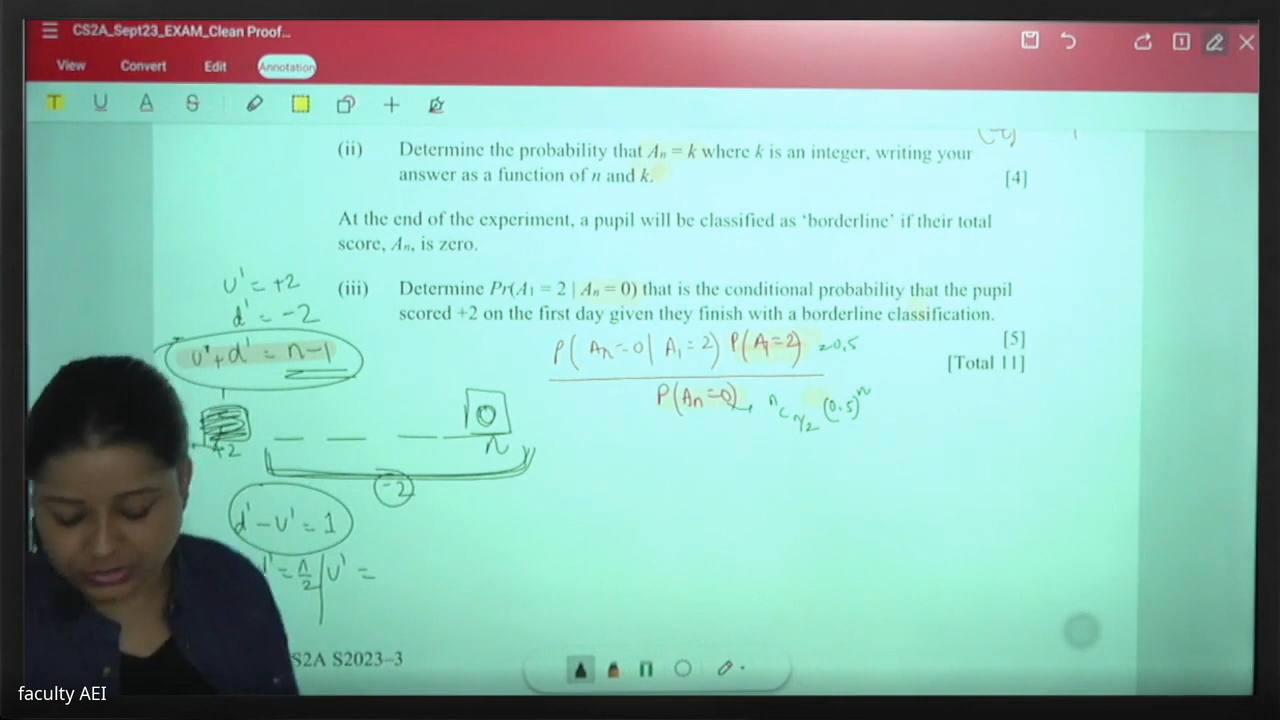 CS2A_Sept23_EXAM_Clean Proof...
View Convert Edit Annotation
(ii) Determine the probability that Aₙ = k where k is an integer, writing your
answer as a function of n and k.
[4]
At the end of the experiment, a pupil will be classified as ‘borderline’ if their total
score, Aₙ, is zero.
(iii) Determine Pr(A₁ = 2 | Aₙ = 0) that is the conditional probability that the pupil
scored +2 on the first day given they finish with a borderline classification.
[5]
[Total 11]
u' = +2
d' = -2
u'+d' = n-1
P(An=0 | A₁=2) P(A₁=2) =0.5
P(An=0) → ⁿC n/2 (0.5)ⁿ
+2
0
n
-2
d'-u' = 1
d' = n/2 | u' =
S2A S2023–3
faculty AEI